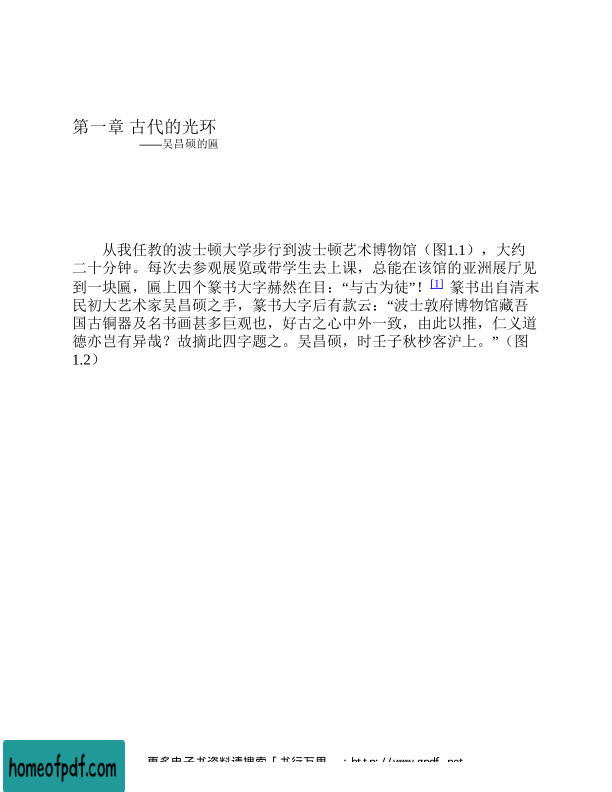 第一章 古代的光环
——吴昌硕的匾
从我任教的波士顿大学步行到波士顿艺术博物馆（图1.1），大约
二十分钟。每次去参观展览或带学生去上课，总能在该馆的亚洲展厅见
到一块匾，匾上四个篆书大字赫然在目：“与古为徒”！[1] 篆书出自清末
民初大艺术家吴昌硕之手，篆书大字后有款云：“波士敦府博物馆藏吾
国古铜器及名书画甚多巨观也，好古之心中外一致，由此以推，仁义道
德亦岂有异哉？故摘此四字题之。吴昌硕，时壬子秋杪客沪上。”（图
1.2）
更多电子书资料请搜索「书行万里 : http://www.gpdf.net
homeofpdf.com